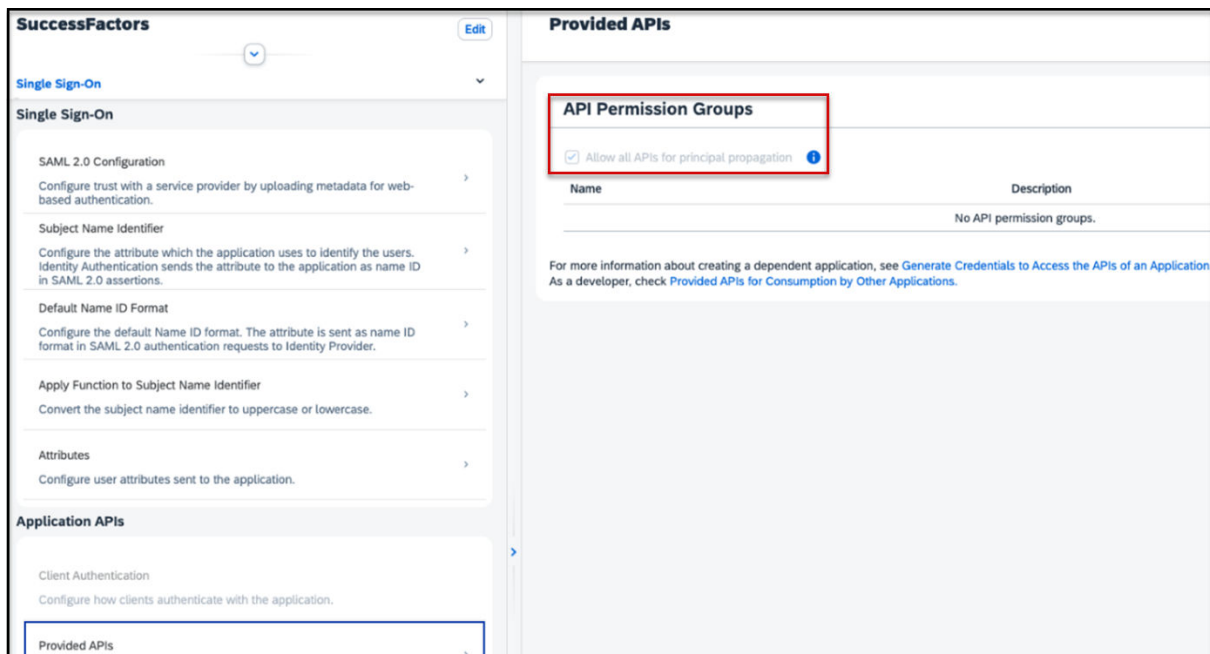 SuccessFactors
Edit
Single Sign-On
Single Sign-On
SAML 2.0 Configuration
Configure trust with a service provider by uploading metadata for web-
based authentication.
Subject Name Identifier
Configure the attribute which the application uses to identify the users.
Identity Authentication sends the attribute to the application as name ID
in SAML 2.0 assertions.
Default Name ID Format
Configure the default Name ID format. The attribute is sent as name ID
format in SAML 2.0 authentication requests to Identity Provider.
Apply Function to Subject Name Identifier
Convert the subject name identifier to uppercase or lowercase.
Attributes
Configure user attributes sent to the application.
Application APIs
Client Authentication
Configure how clients authenticate with the application.
Provided APIs
Provided APIs
API Permission Groups
Allow all APIs for principal propagation
Name Description
No API permission groups.
For more information about creating a dependent application, see Generate Credentials to Access the APIs of an Application
As a developer, check Provided APIs for Consumption by Other Applications.